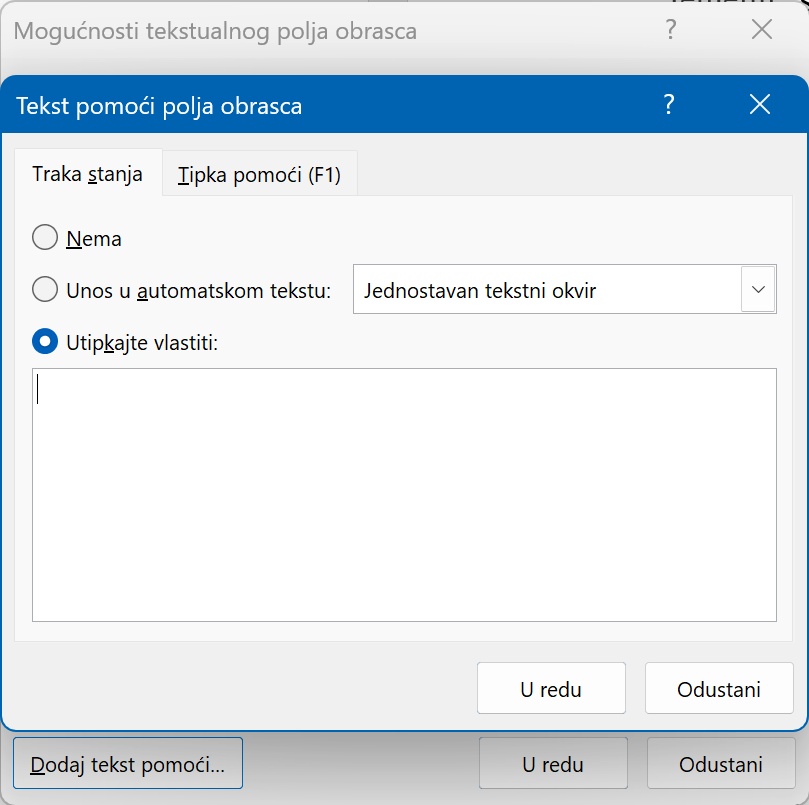 Mogućnosti tekstualnog polja obrasca
Tekst pomoći polja obrasca
Traka stanja
Tipka pomoći (F1)
Nema
Unos u automatskom tekstu:
Jednostavan tekstni okvir
Utipkajte vlastiti:
U redu
Odustani
Dodaj tekst pomoći...
U redu
Odustani